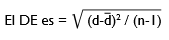 El DE es = √ (d-d̄)² / (n-1)